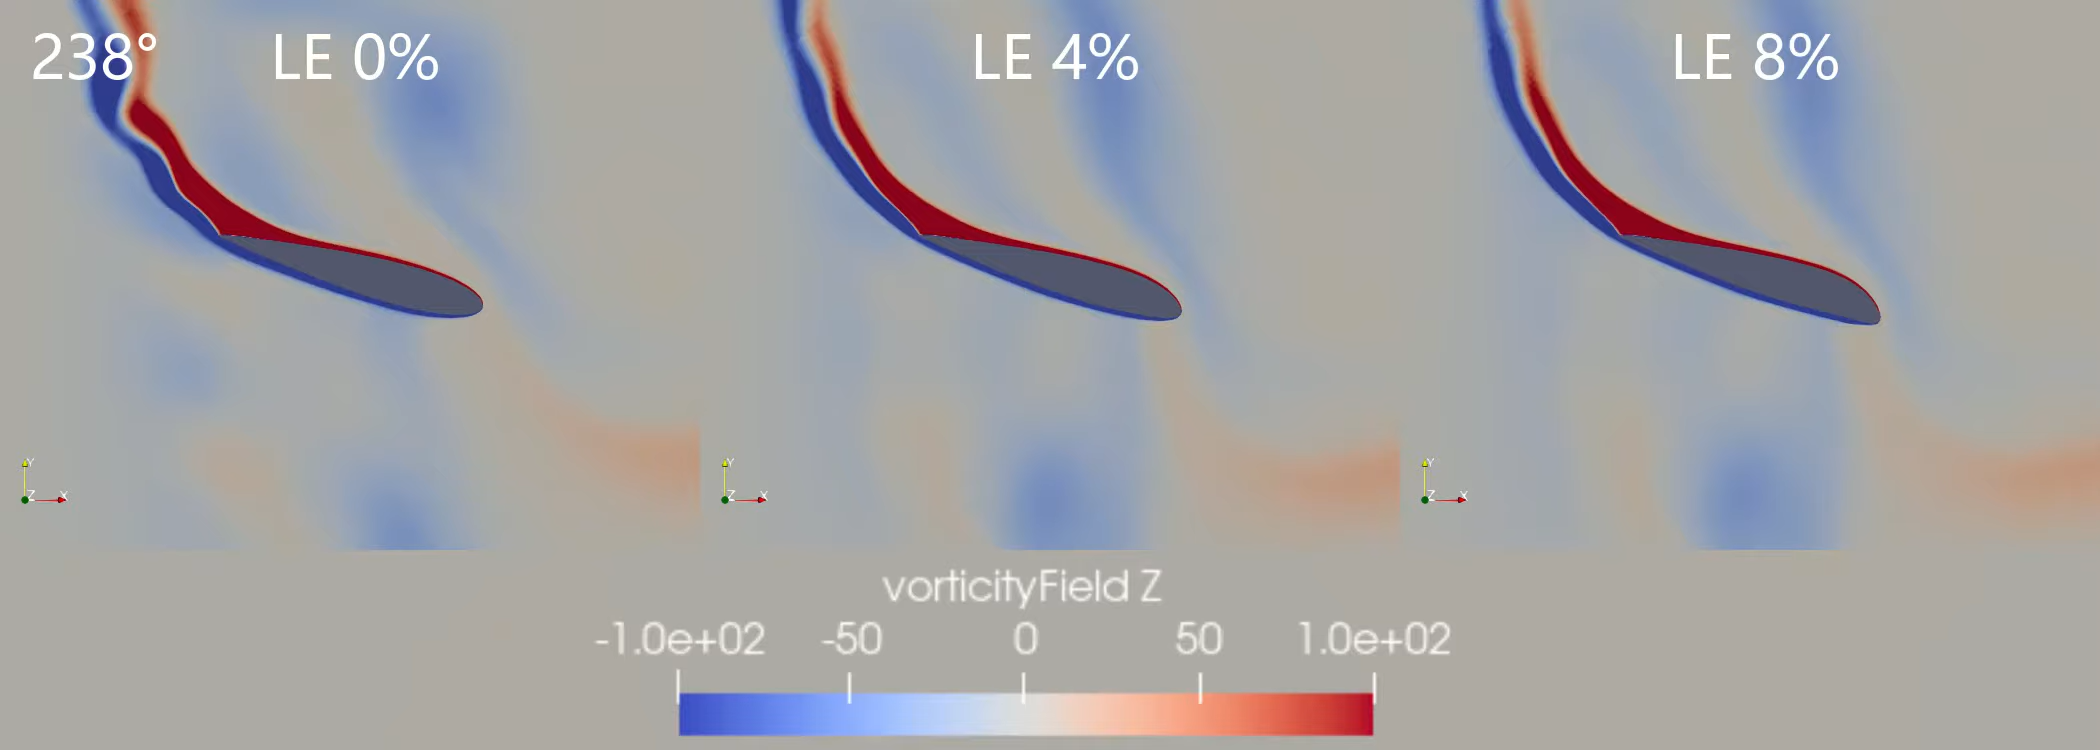 238° LE 0% LE 4% LE 8%
Y Y Y
Z X Z X Z X
vorticityField Z
-1.0e+02 -50 0 50 1.0e+02